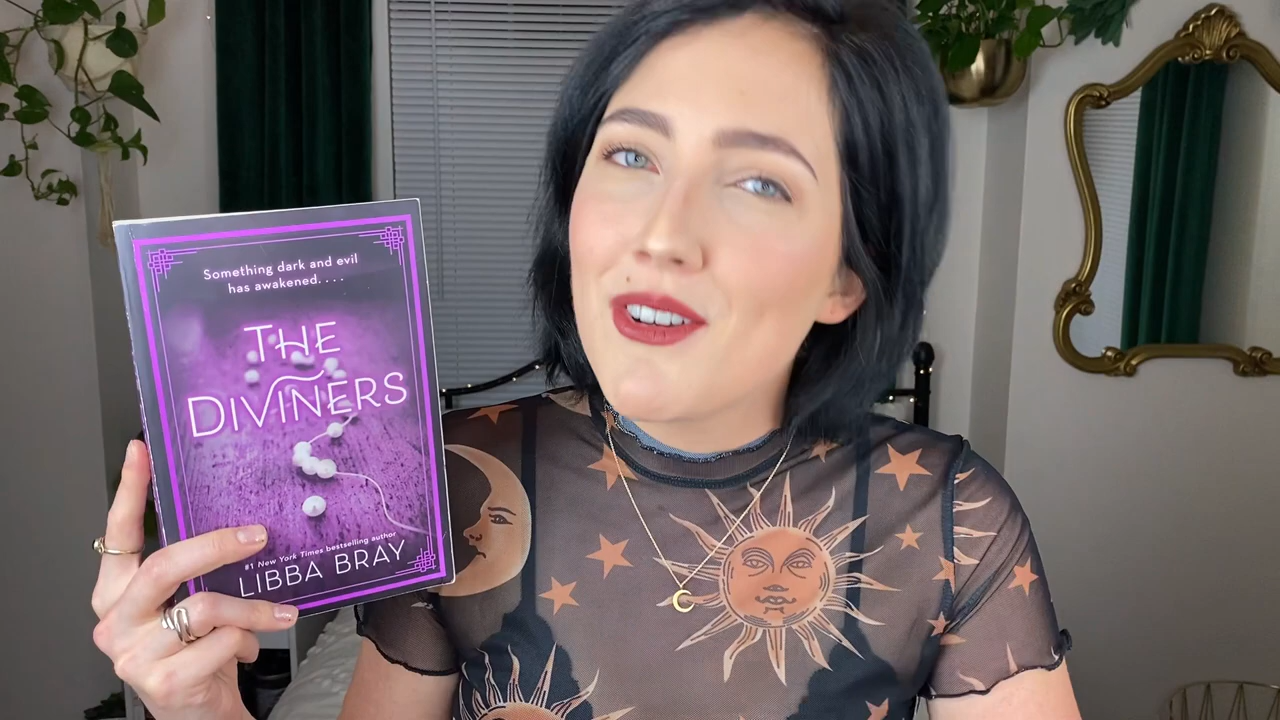 Something dark and evil
has awakened. . . .
THE
DIVINERS
#1 New York Times bestselling author
LIBBA BRAY